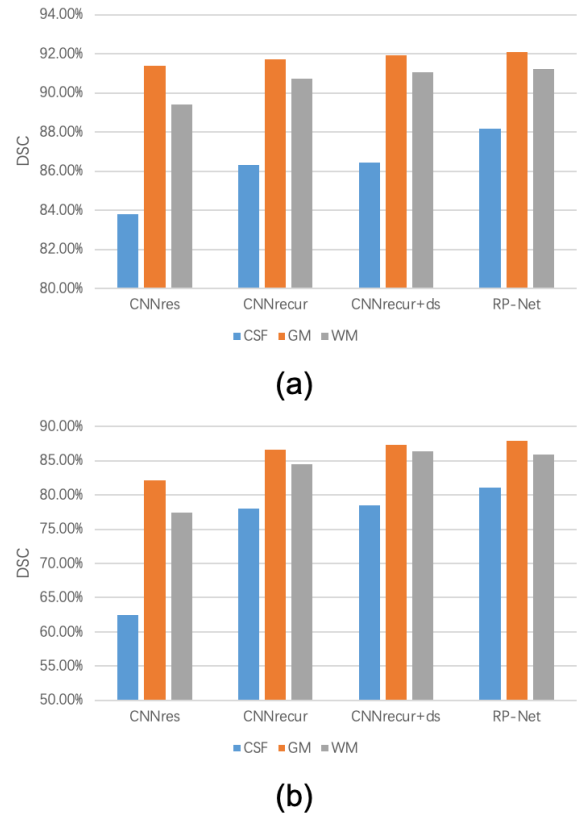 94.00%
92.00%
90.00%
88.00%
86.00%
84.00%
82.00%
80.00%
DSC
CNNres CNNrecur CNNrecur+ds RP-Net
CSF GM WM
(a)
90.00%
85.00%
80.00%
75.00%
70.00%
65.00%
60.00%
55.00%
50.00%
DSC
CNNres CNNrecur CNNrecur+ds RP-Net
CSF GM WM
(b)